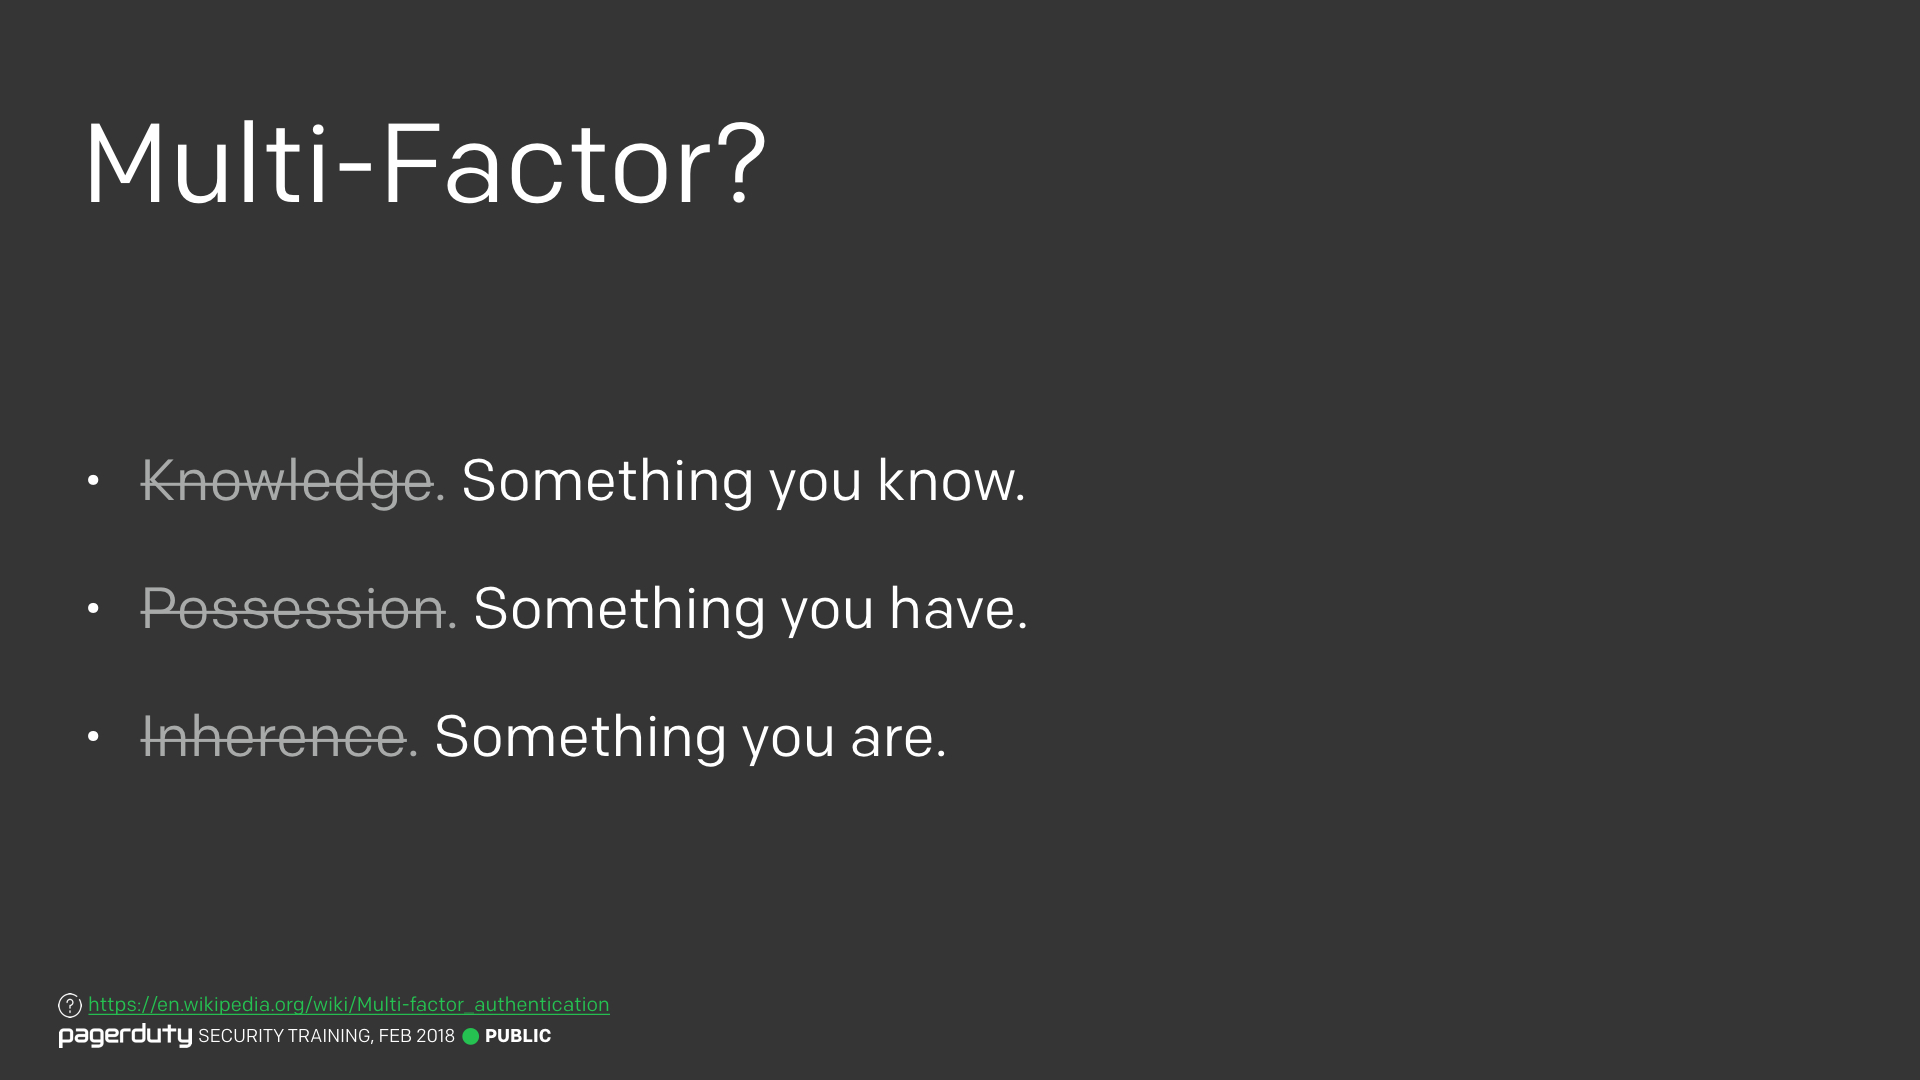 Multi-Factor?
• Knowledge. Something you know.
• Possession. Something you have.
• Inherence. Something you are.
? https://en.wikipedia.org/wiki/Multi-factor_authentication
pagerduty SECURITY TRAINING, FEB 2018 PUBLIC